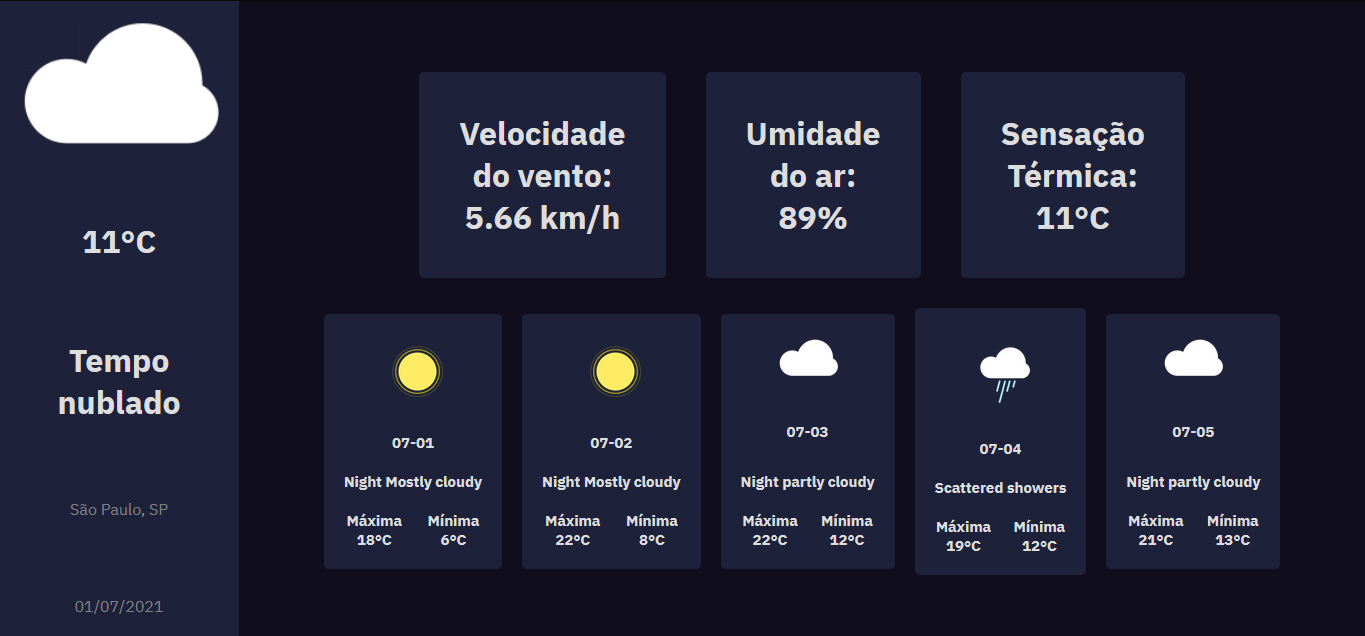 11°C
Tempo
nublado
São Paulo, SP
01/07/2021
Velocidade
do vento:
5.66 km/h
Umidade
do ar:
89%
Sensação
Térmica:
11°C
07-01
Night Mostly cloudy
Máxima Mínima
18°C 6°C
07-02
Night Mostly cloudy
Máxima Mínima
22°C 8°C
07-03
Night partly cloudy
Máxima Mínima
22°C 12°C
07-04
Scattered showers
Máxima Mínima
19°C 12°C
07-05
Night partly cloudy
Máxima Mínima
21°C 13°C